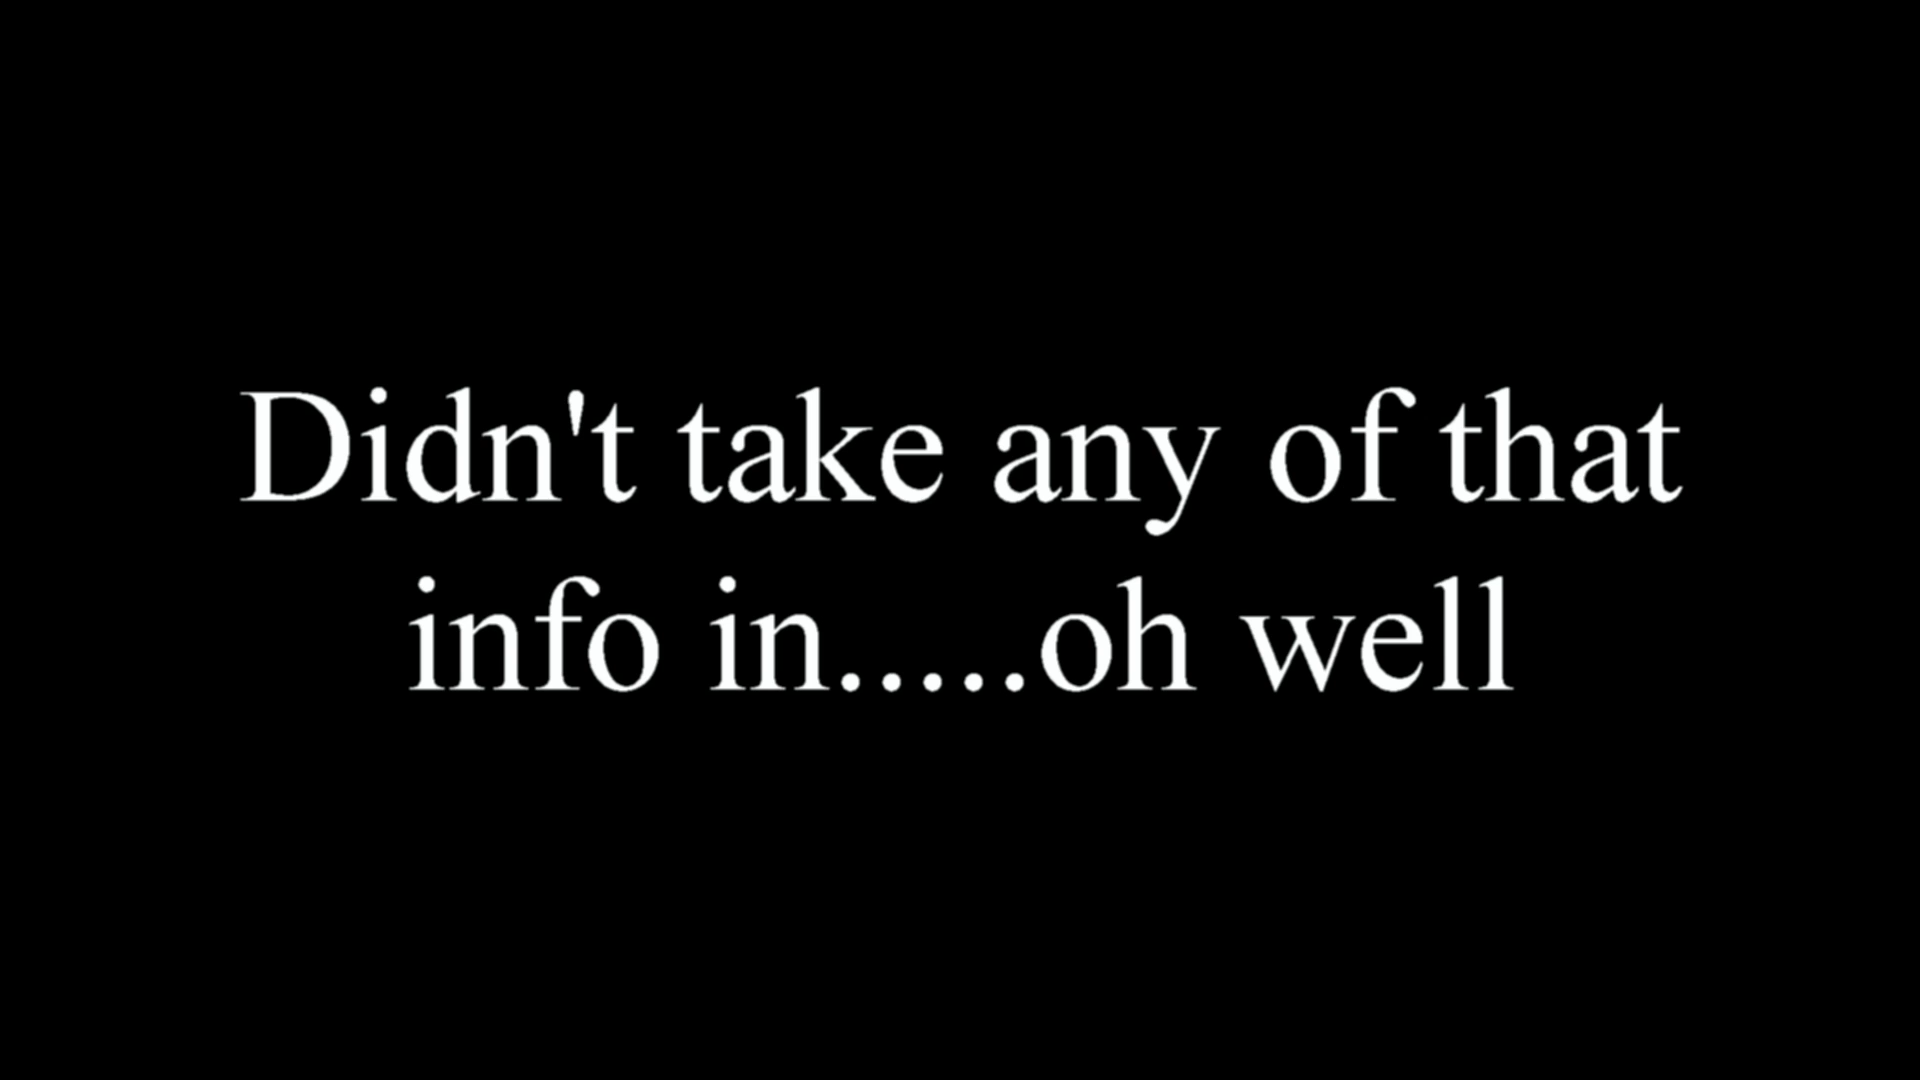 Didn't take any of that
info in.....oh well